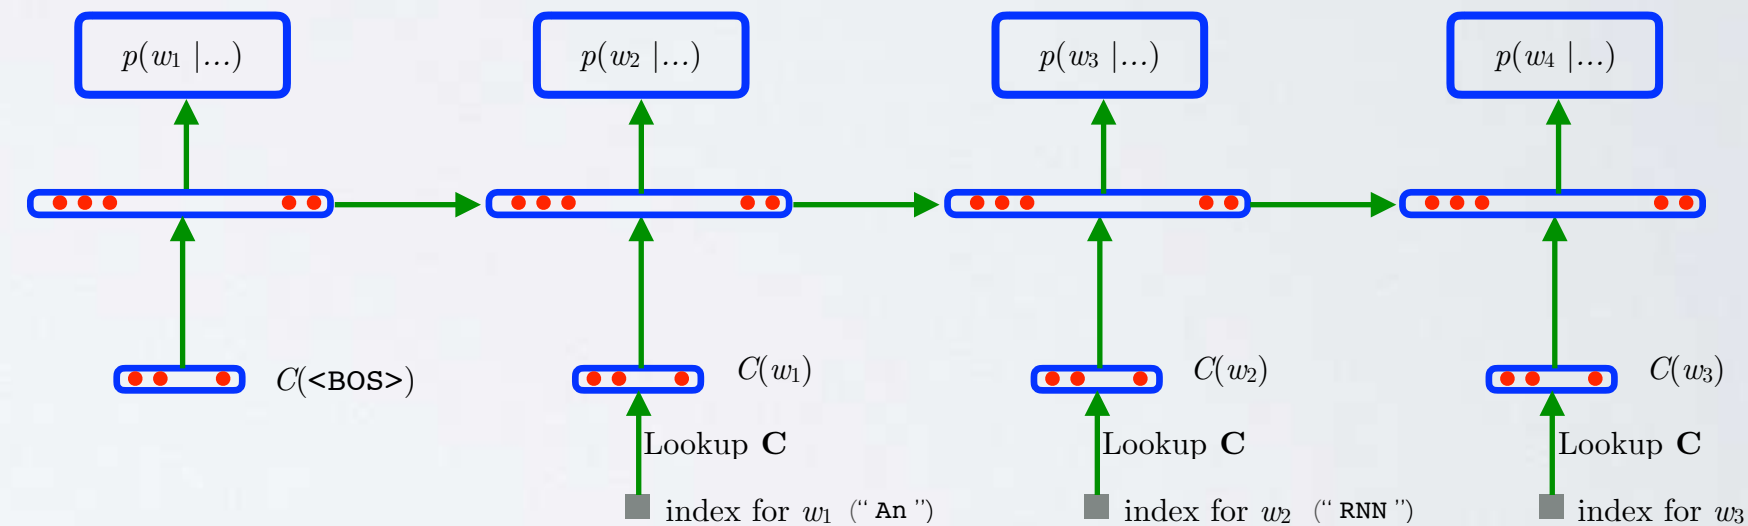 p(w1 |...) p(w2 |...) p(w3 |...) p(w4 |...)
C(<BOS>) C(w1) C(w2) C(w3)
Lookup C Lookup C Lookup C
index for w1 (“ An ”) index for w2 (“ RNN ”) index for w3